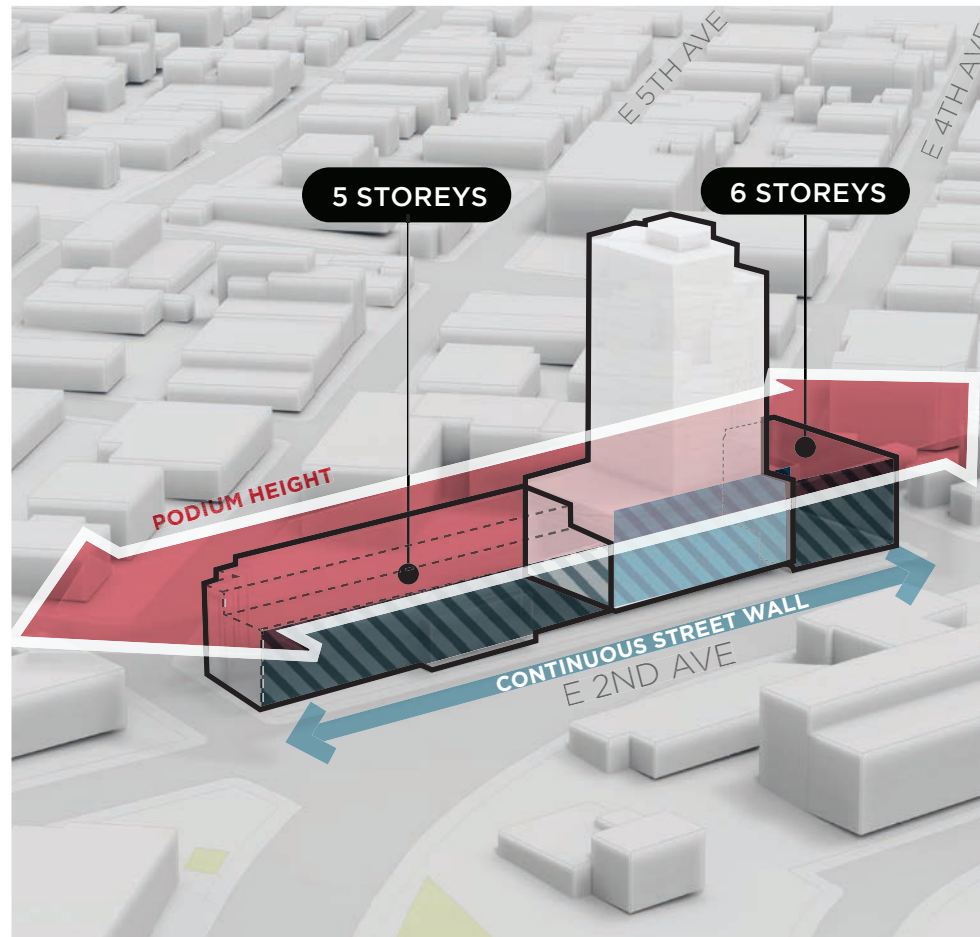 E 5TH AVE
E 4TH AVE
5 STOREYS
6 STOREYS
PODIUM HEIGHT
CONTINUOUS STREET WALL
E 2ND AVE